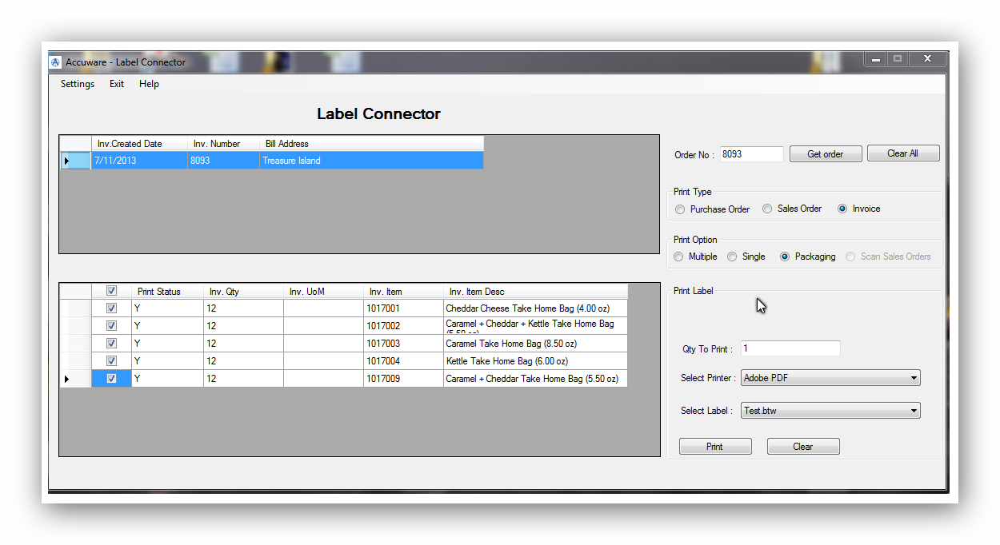 Accuware - Label Connector
Settings Exit Help
Label Connector
Inv.Created Date Inv. Number Bill Address
7/11/2013 8093 Treasure Island
Order No : 8093 Get order Clear All
Print Type
Purchase Order Sales Order Invoice
Print Option
Multiple Single Packaging Scan Sales Orders
Print Status Inv. Qty Inv. UoM Inv. Item Inv. Item Desc
Y 12 1017001 Cheddar Cheese Take Home Bag (4.00 oz)
Y 12 1017002 Caramel + Cheddar + Kettle Take Home Bag
(5.50 oz)
Y 12 1017003 Caramel Take Home Bag (8.50 oz)
Y 12 1017004 Kettle Take Home Bag (6.00 oz)
Y 12 1017009 Caramel + Cheddar Take Home Bag (5.50 oz)
Print Label
Qty To Print : 1
Select Printer : Adobe PDF
Select Label : Test.btw
Print Clear